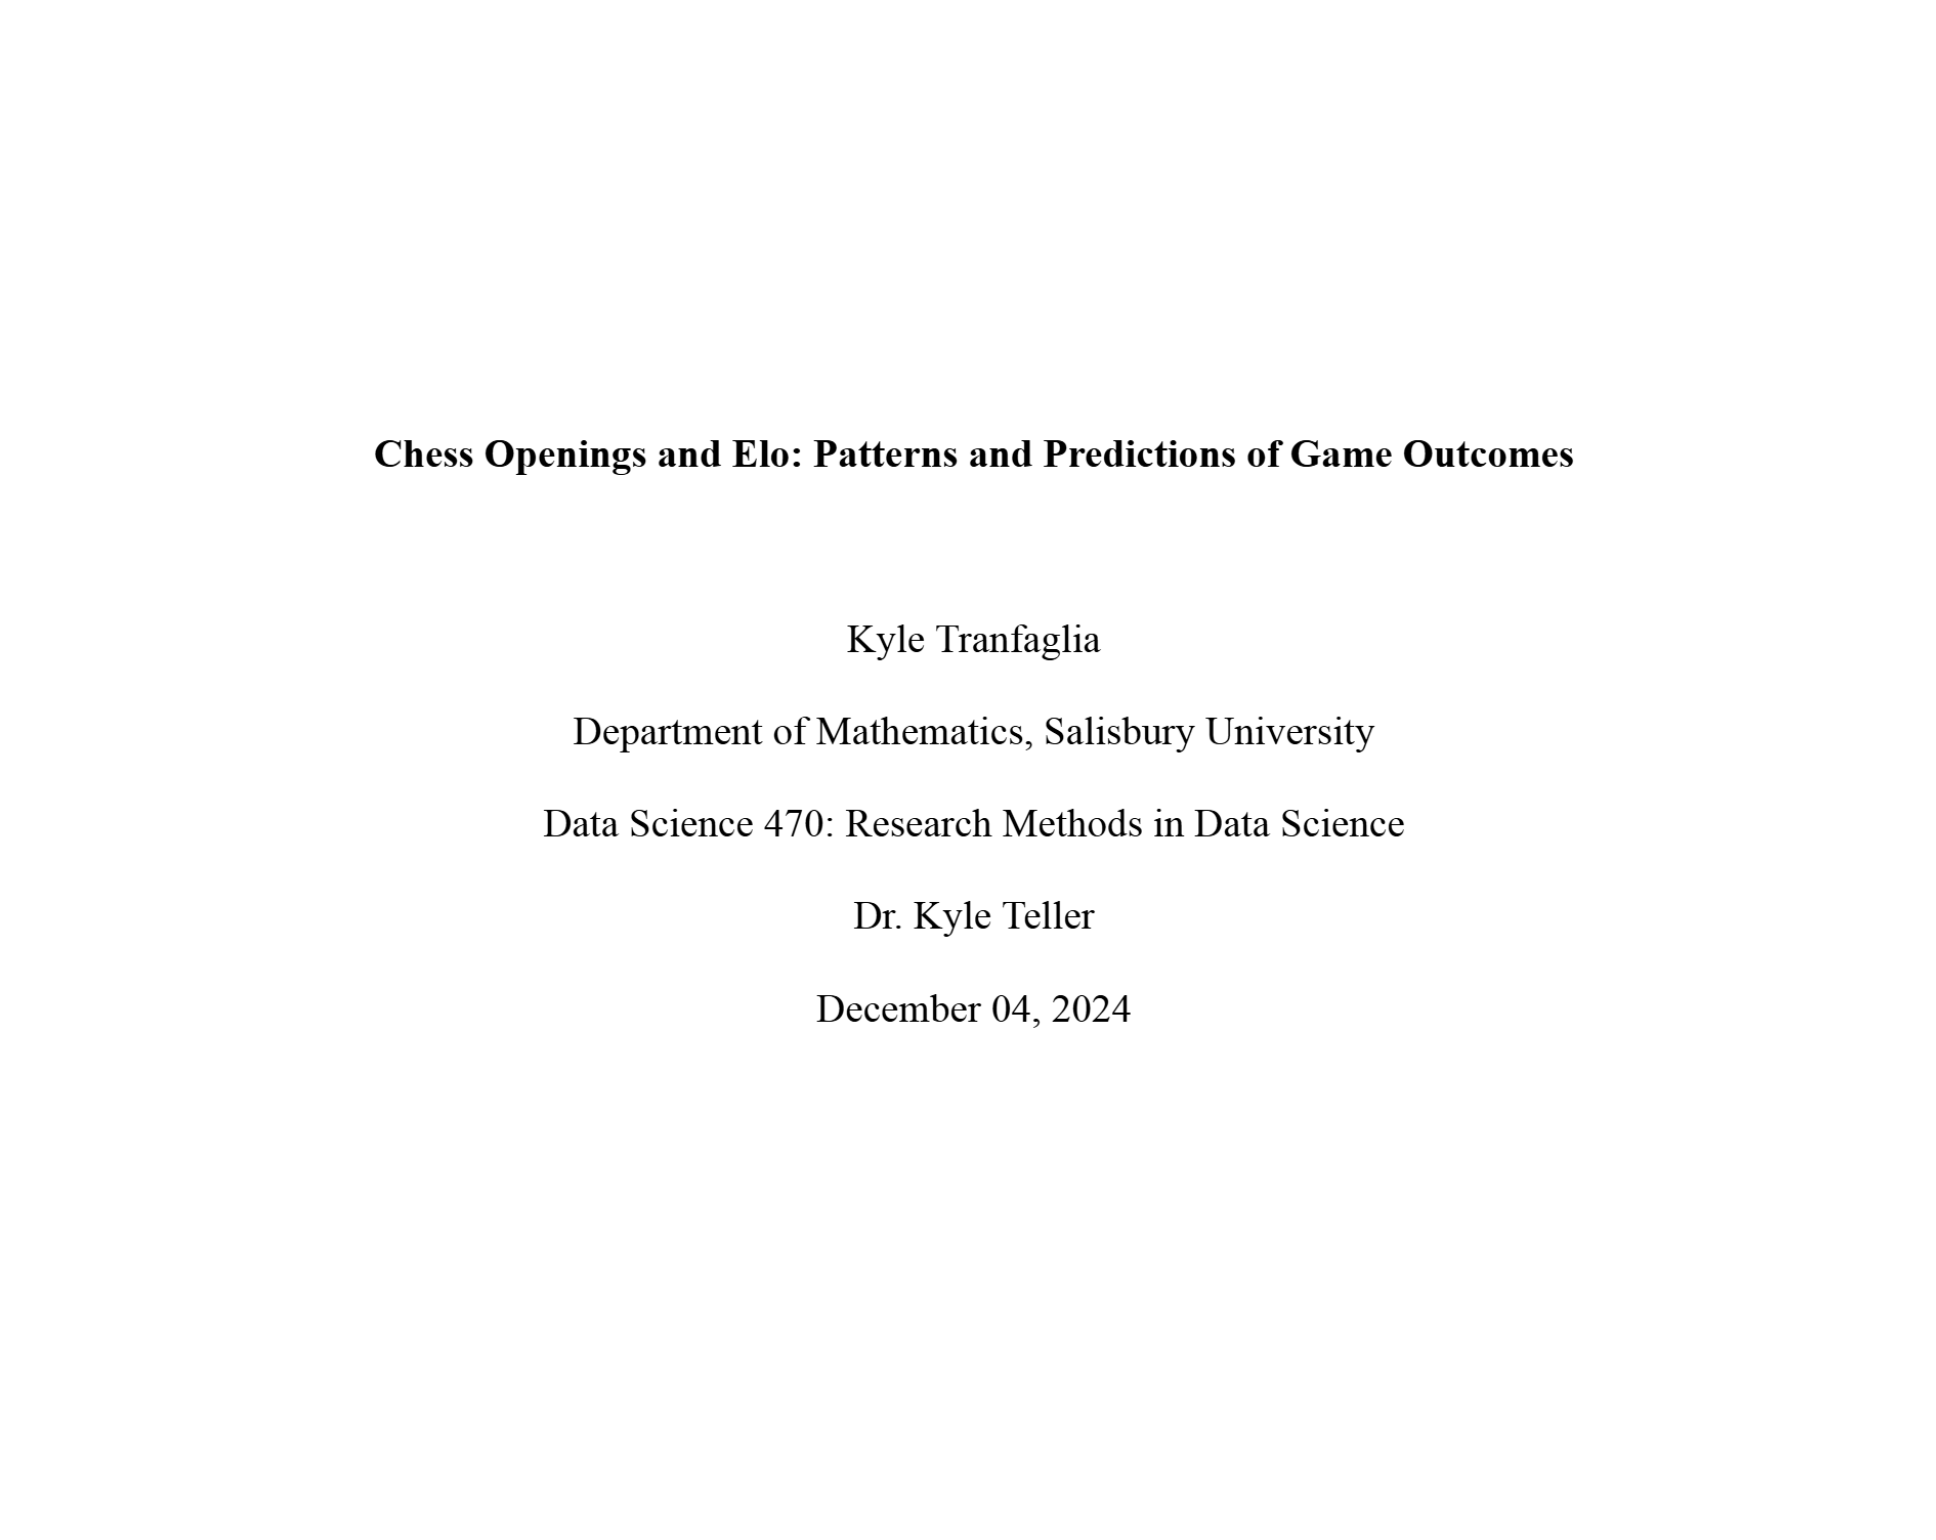 Chess Openings and Elo: Patterns and Predictions of Game Outcomes
Kyle Tranfaglia
Department of Mathematics, Salisbury University
Data Science 470: Research Methods in Data Science
Dr. Kyle Teller
December 04, 2024